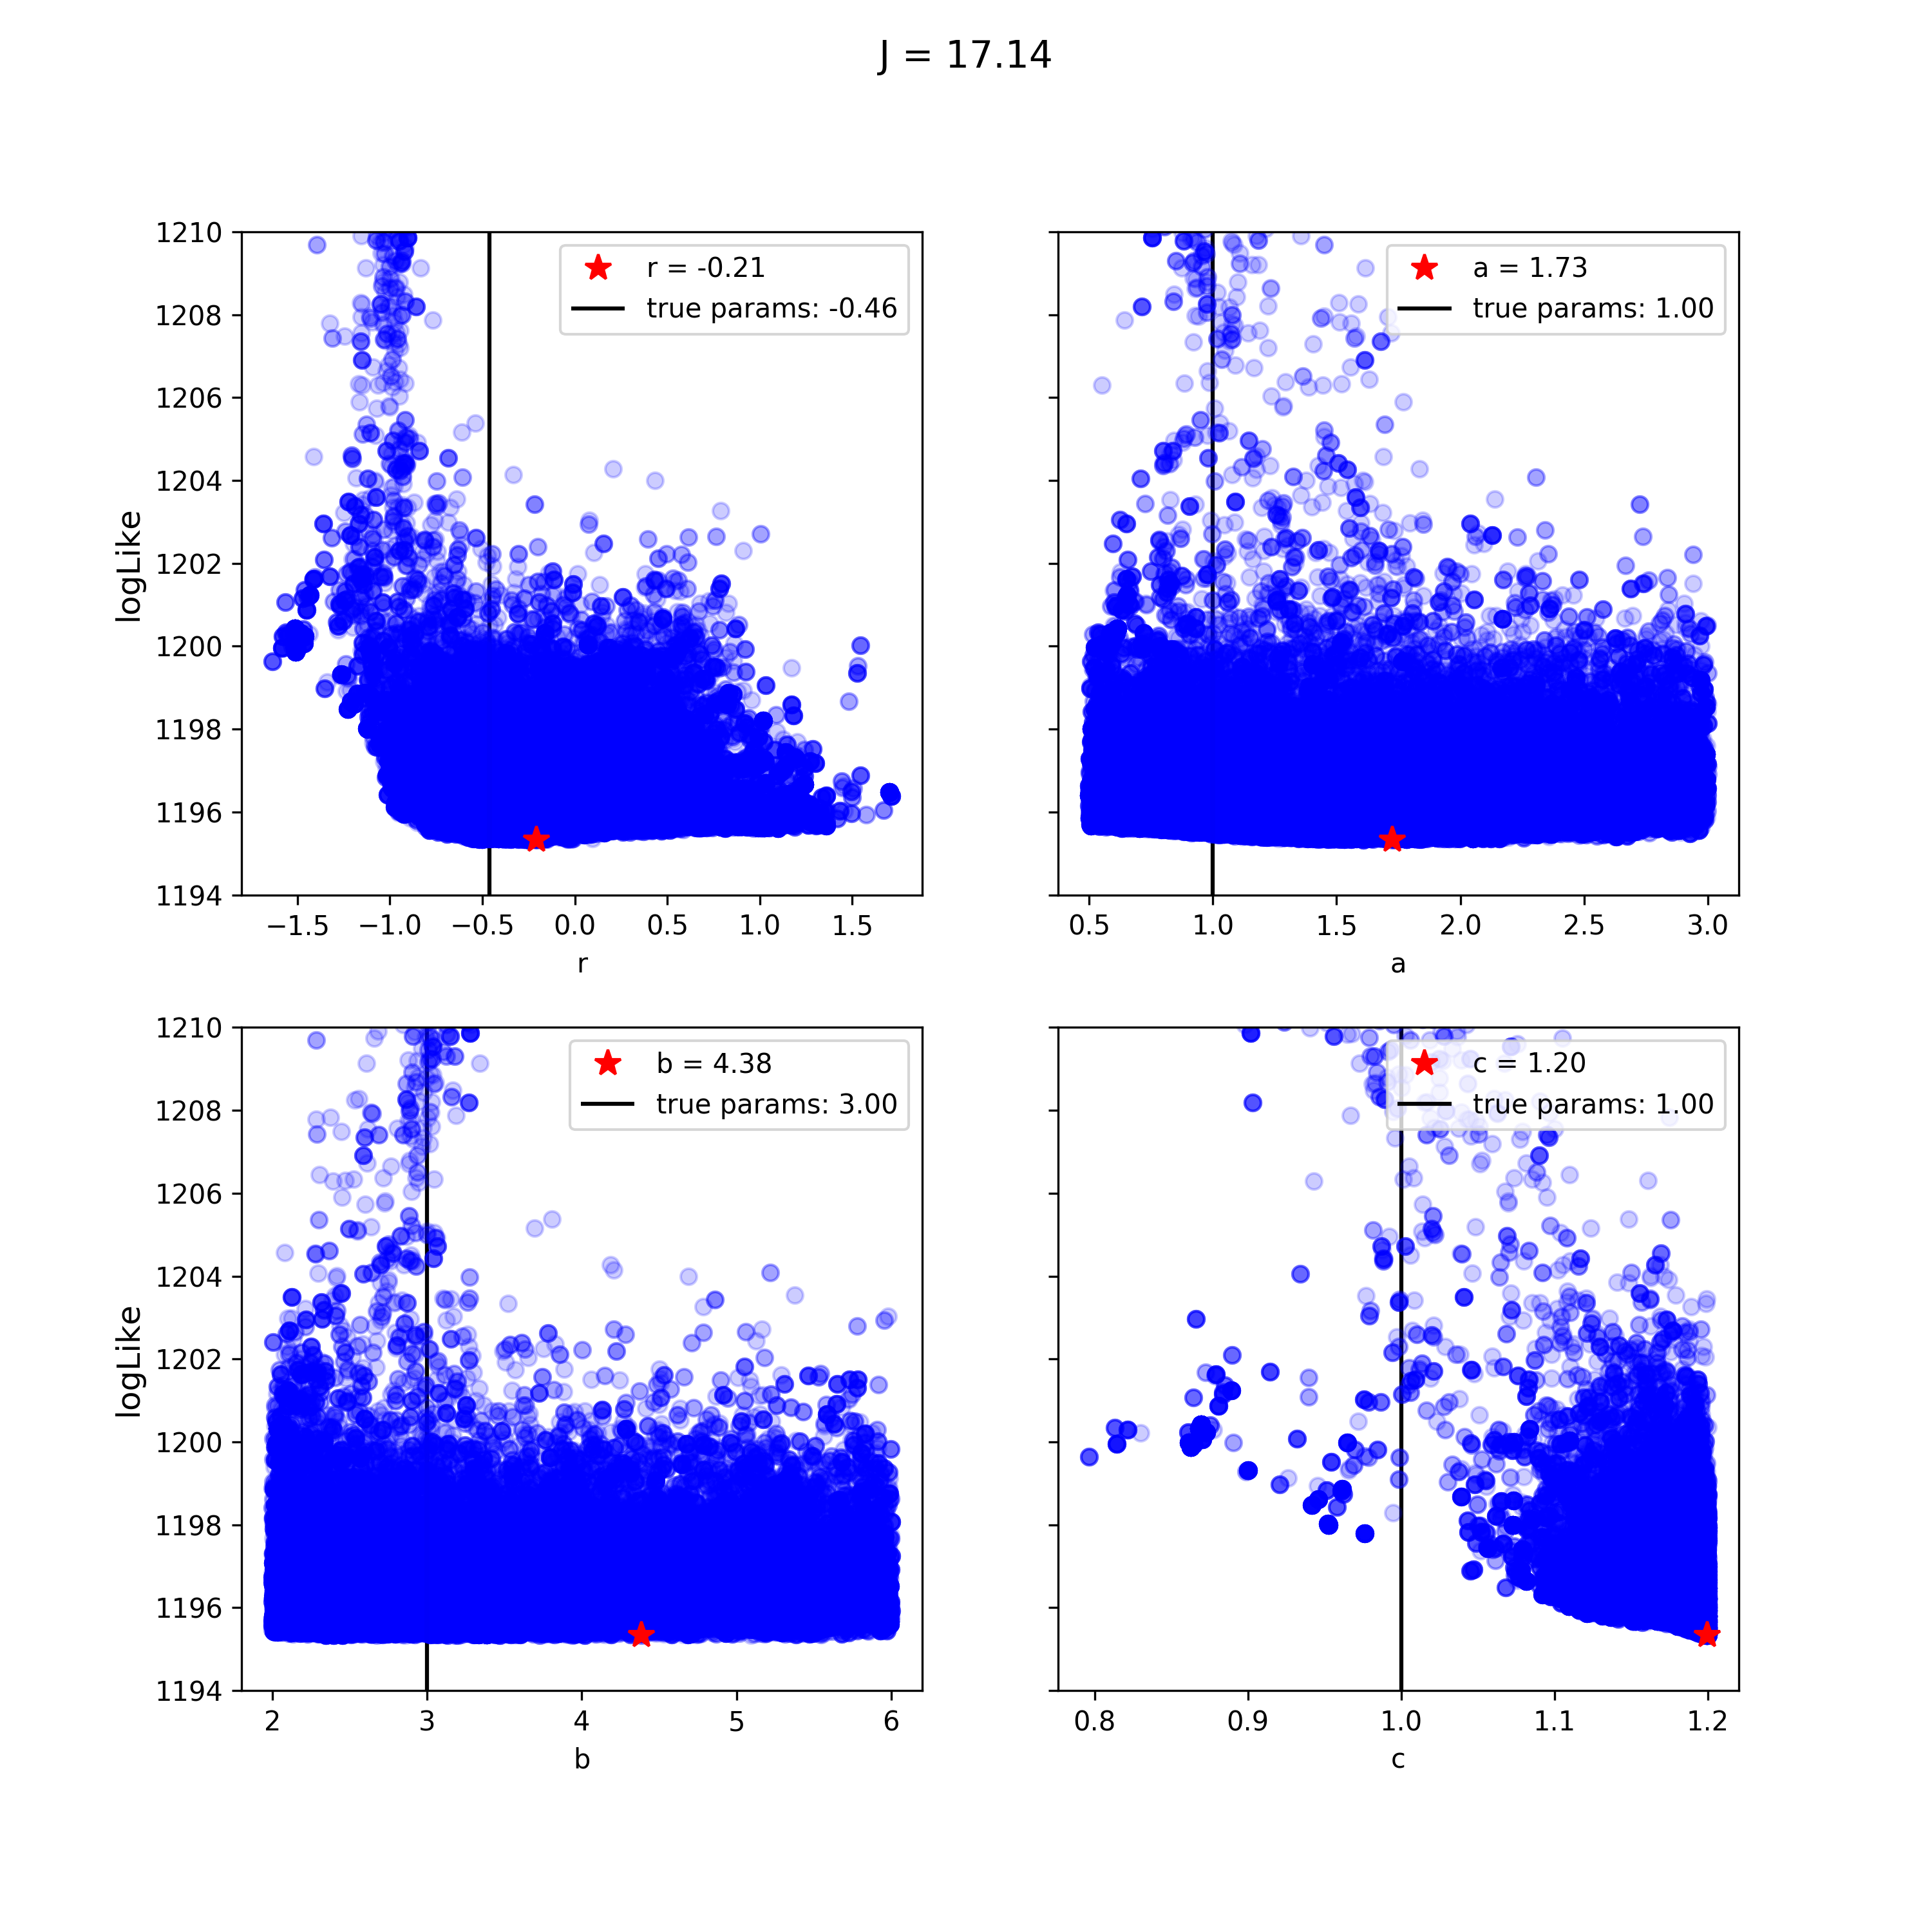 J = 17.14
1210
1208
1206
1204
1202
1200
1198
1196
1194
logLike
r = -0.21
true params: -0.46
−1.5 −1.0 −0.5 0.0 0.5 1.0 1.5
r
a = 1.73
true params: 1.00
0.5 1.0 1.5 2.0 2.5 3.0
a
1210
1208
1206
1204
1202
1200
1198
1196
1194
logLike
b = 4.38
true params: 3.00
2 3 4 5 6
b
c = 1.20
true params: 1.00
0.8 0.9 1.0 1.1 1.2
c